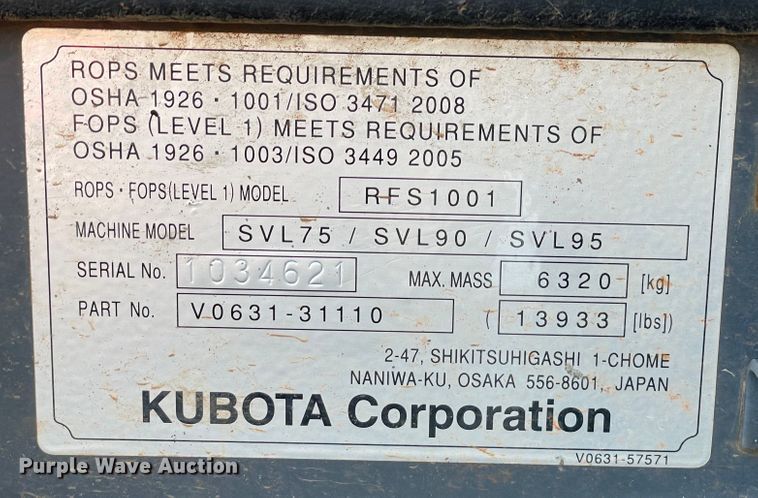 ROPS MEETS REQUIREMENTS OF
OSHA 1926 · 1001/ISO 3471 2008
FOPS (LEVEL 1) MEETS REQUIREMENTS OF
OSHA 1926 · 1003/ISO 3449 2005
ROPS · FOPS(LEVEL 1) MODEL RFS1001
MACHINE MODEL SVL75 / SVL90 / SVL95
SERIAL No. 1034621 MAX. MASS 6320 [kg]
PART No. V0631-31110 ( 13933 [lbs])
2-47, SHIKITSUHIGASHI 1-CHOME
NANIWA-KU, OSAKA 556-8601, JAPAN
KUBOTA Corporation
V0631-57571
Purple Wave Auction